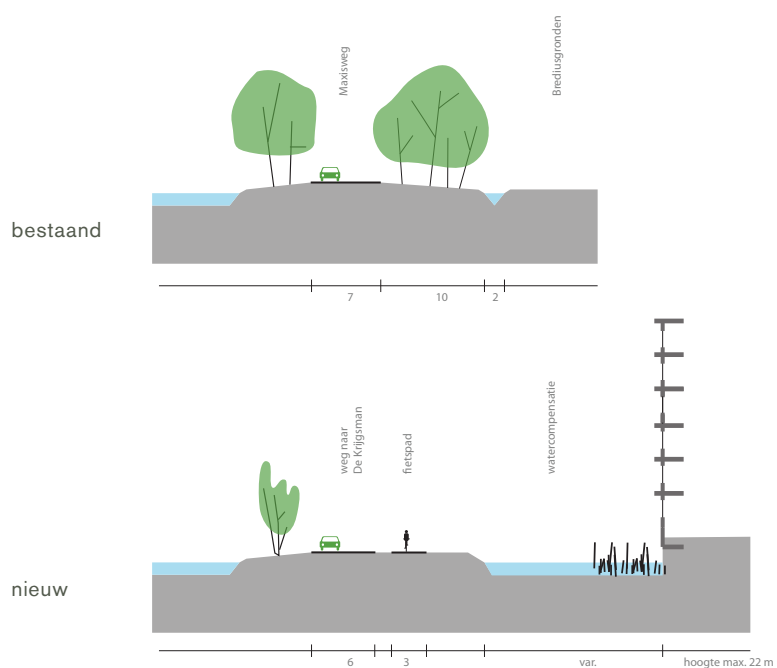 Maxisweg
Brediusgronden
bestaand
7
10
2
weg naar
De Krijgsman
fietspad
watercompensatie
nieuw
6
3
var.
hoogte max. 22 m